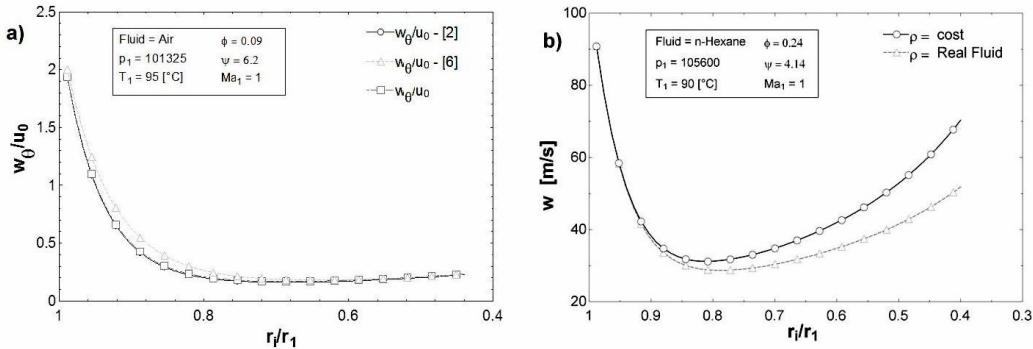 a)
Fluid = Air ϕ = 0.09
p1 = 101325 ψ = 6.2
T1 = 95 [°C] Ma1 = 1
wθ/u0 - [2]
wθ/u0 - [6]
wθ/u0
wθ/u0
2.5
2
1.5
1
0.5
0
1 0.8 0.6 0.4
ri/r1
b)
Fluid = n-Hexane ϕ = 0.24
p1 = 105600 ψ = 4.14
T1 = 90 [°C] Ma1 = 1
ρ = cost
ρ = Real Fluid
w [m/s]
100
80
60
40
20
1 0.9 0.8 0.7 0.6 0.5 0.4 0.3
ri/r1